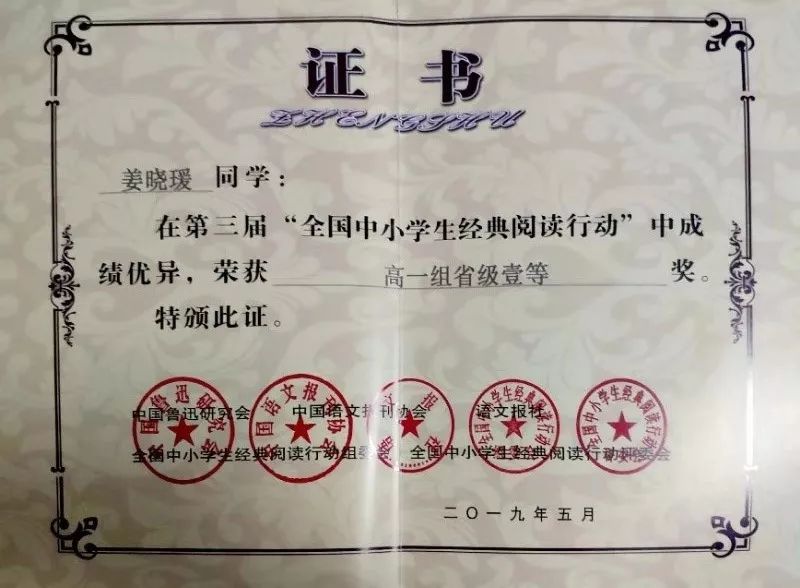 证书
ZHENGSHU
姜晓瑗 同学：
在第三届“全国中小学生经典阅读行动”中成
绩优异，荣获 高一组省级壹等 奖。
特颁此证。
中国鲁迅研究会 中国语文报刊协会 语文报社
全国中小学生经典阅读行动组委会 全国中小学生经典阅读行动评委会
二〇一九年五月